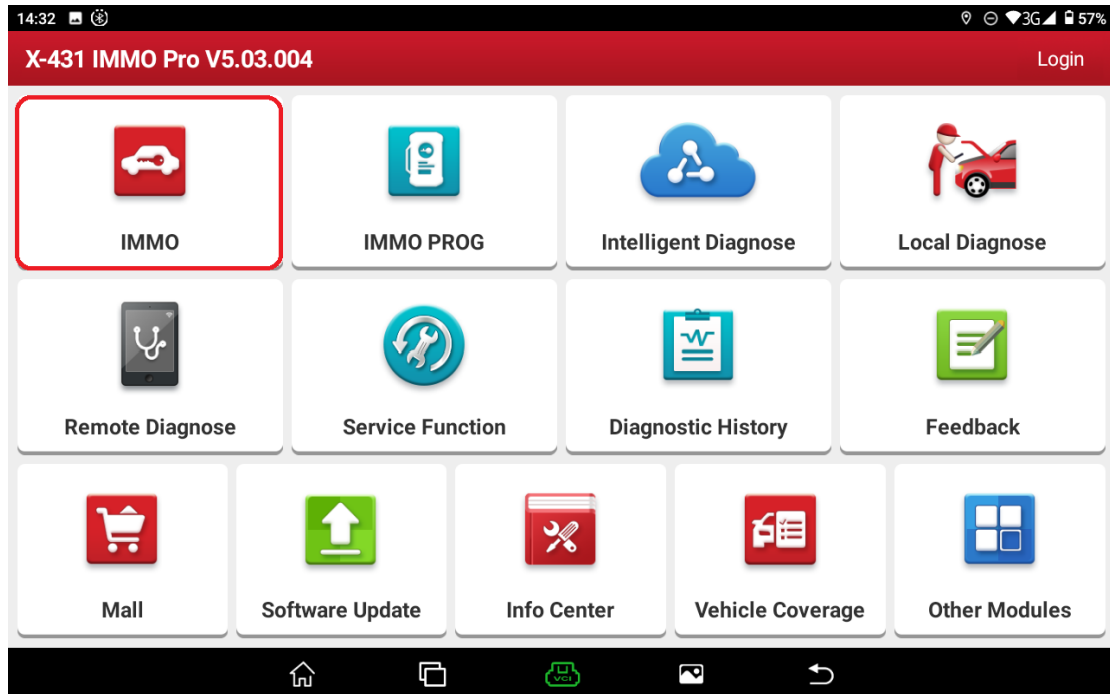 14:32 3G 57%
X-431 IMMO Pro V5.03.004 Login
IMMO IMMO PROG Intelligent Diagnose Local Diagnose
Remote Diagnose Service Function Diagnostic History Feedback
Mall Software Update Info Center Vehicle Coverage Other Modules
VCI